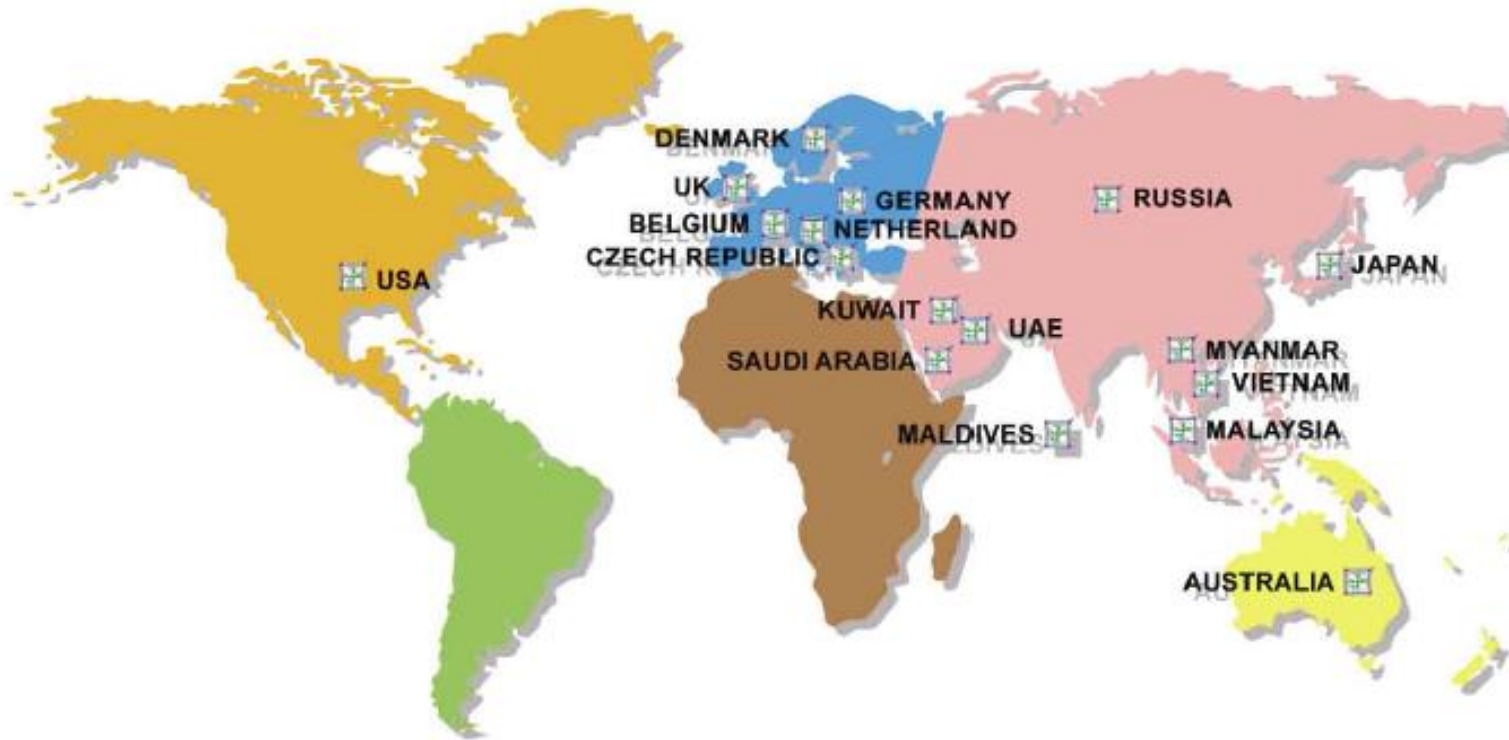 DENMARK
UK
GERMANY
RUSSIA
BELGIUM
NETHERLAND
CZECH REPUBLIC
JAPAN
USA
KUWAIT
UAE
SAUDI ARABIA
MYANMAR
VIETNAM
MALDIVES
MALAYSIA
AUSTRALIA